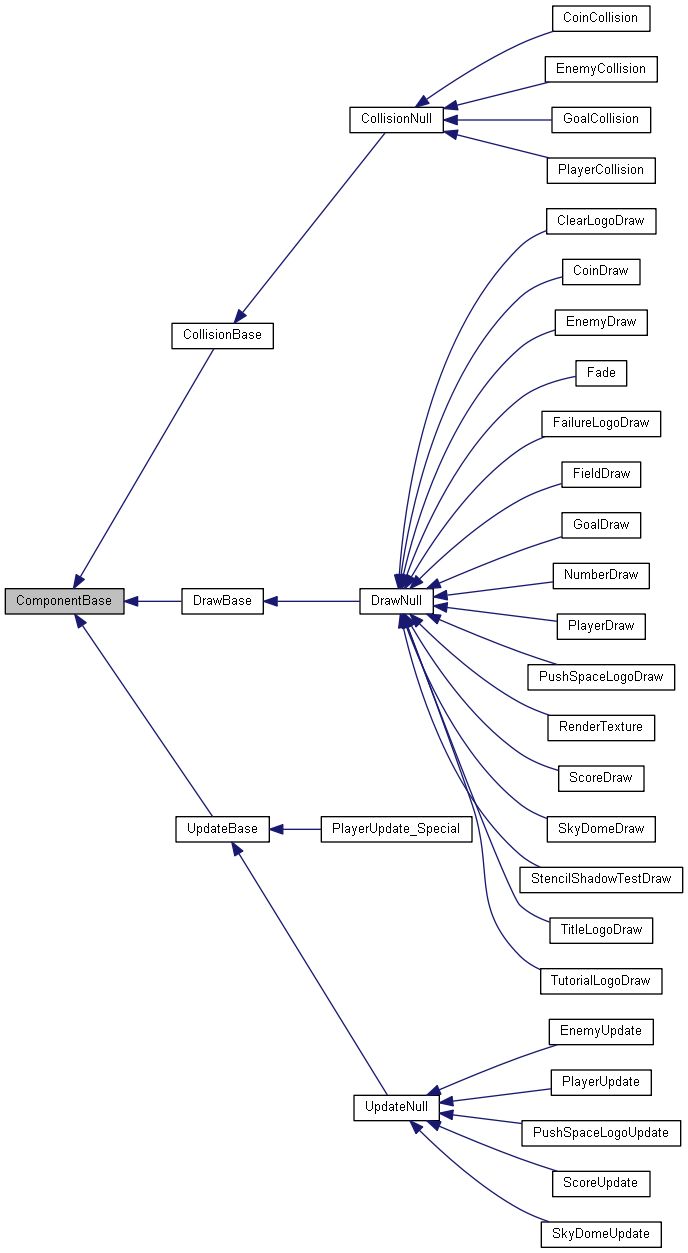 CoinCollision
EnemyCollision
CollisionNull
GoalCollision
PlayerCollision
ClearLogoDraw
CoinDraw
EnemyDraw
CollisionBase
Fade
FailureLogoDraw
FieldDraw
GoalDraw
NumberDraw
ComponentBase
DrawBase
DrawNull
PlayerDraw
PushSpaceLogoDraw
RenderTexture
ScoreDraw
UpdateBase
PlayerUpdate_Special
SkyDomeDraw
StencilShadowTestDraw
TitleLogoDraw
TutorialLogoDraw
EnemyUpdate
PlayerUpdate
UpdateNull
PushSpaceLogoUpdate
ScoreUpdate
SkyDomeUpdate